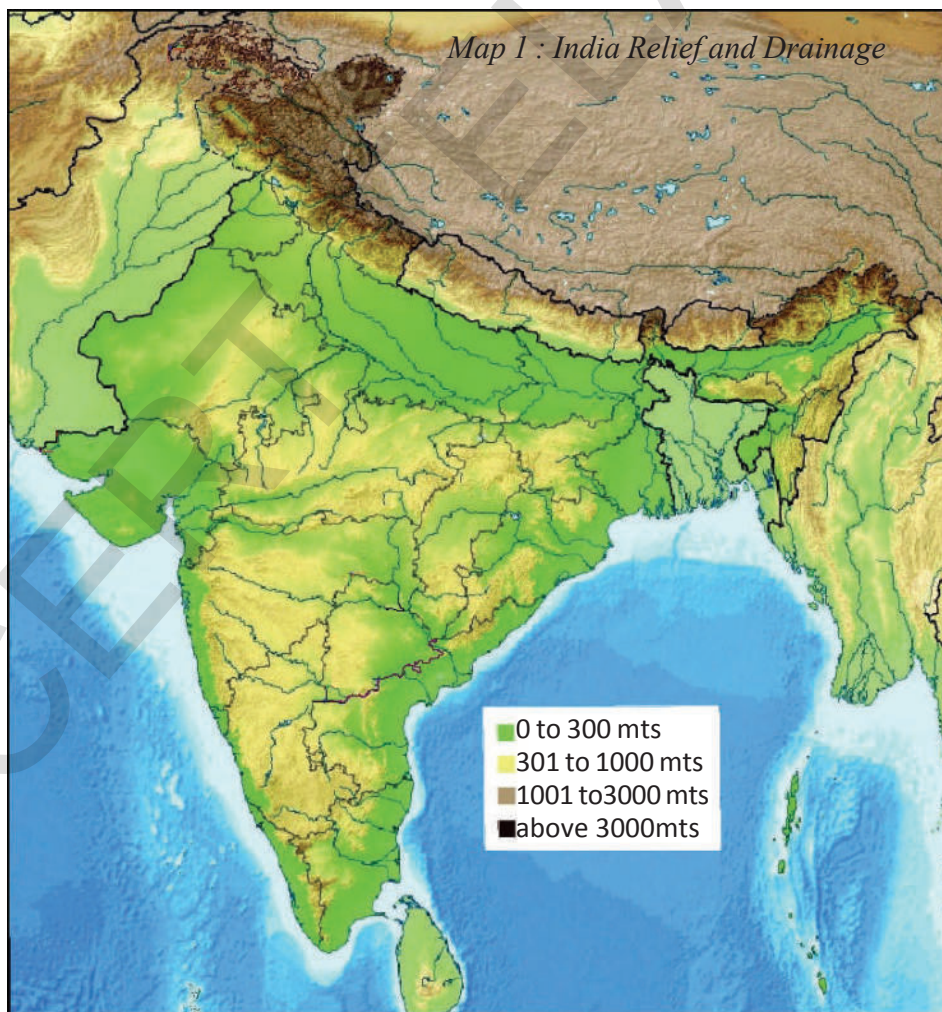 Map 1 : India Relief and Drainage
0 to 300 mts
301 to 1000 mts
1001 to3000 mts
above 3000mts